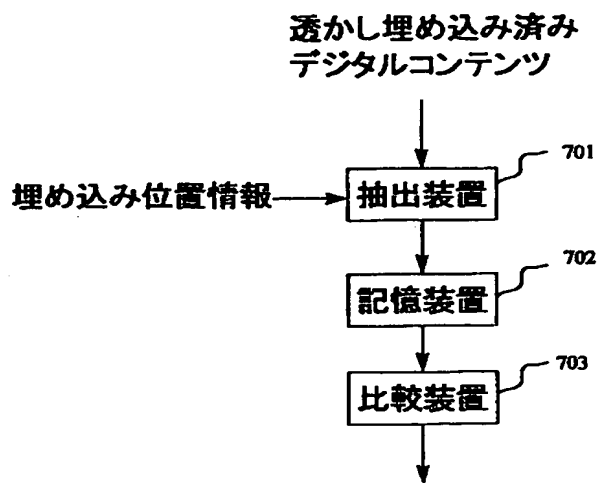 透かし埋め込み済み
デジタルコンテンツ
701
埋め込み位置情報
抽出装置
702
記憶装置
703
比較装置